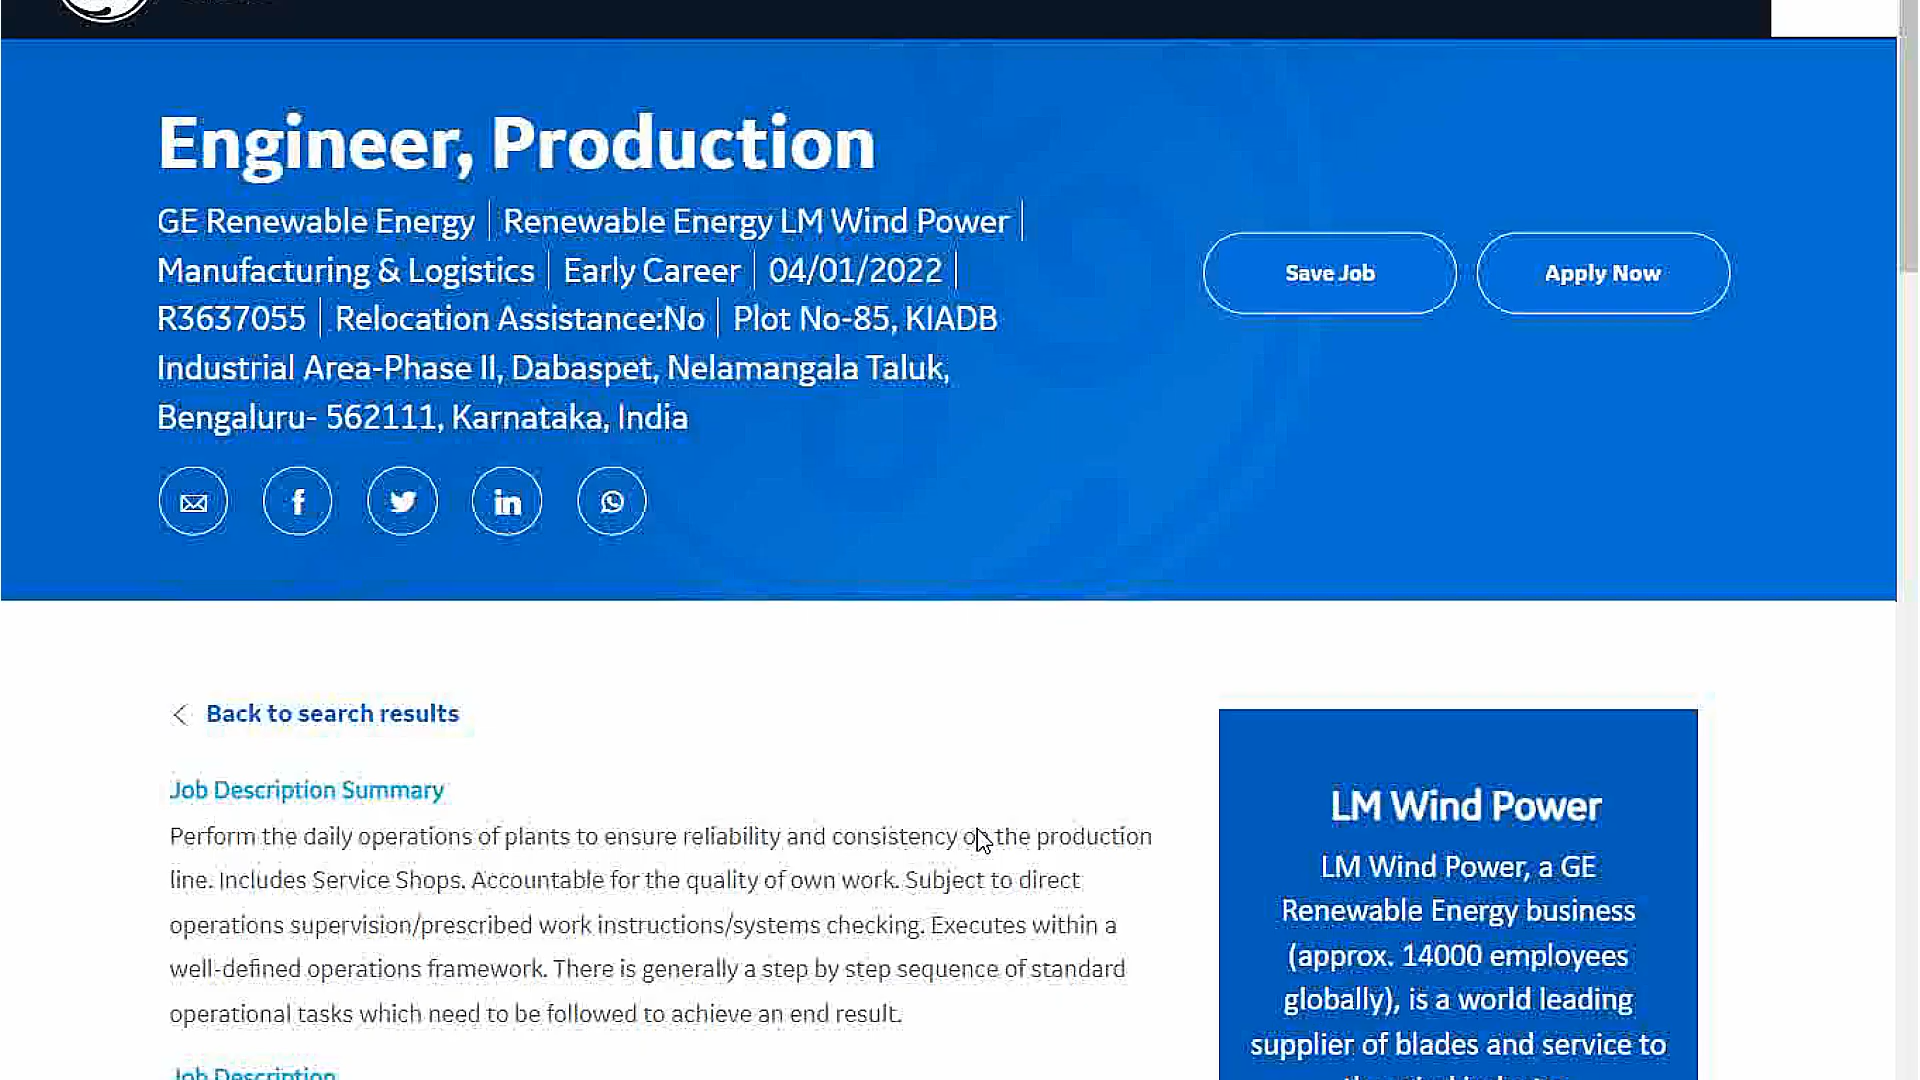 Engineer, Production
GE Renewable Energy | Renewable Energy LM Wind Power |
Manufacturing & Logistics | Early Career | 04/01/2022 |
R3637055 | Relocation Assistance:No | Plot No-85, KIADB
Industrial Area-Phase II, Dabaspet, Nelamangala Taluk,
Bengaluru- 562111, Karnataka, India
Save Job
Apply Now
Back to search results
Job Description Summary
Perform the daily operations of plants to ensure reliability and consistency on the production
line. Includes Service Shops. Accountable for the quality of own work. Subject to direct
operations supervision/prescribed work instructions/systems checking. Executes within a
well-defined operations framework. There is generally a step by step sequence of standard
operational tasks which need to be followed to achieve an end result.
Job Description
LM Wind Power
LM Wind Power, a GE
Renewable Energy business
(approx. 14000 employees
globally), is a world leading
supplier of blades and service to